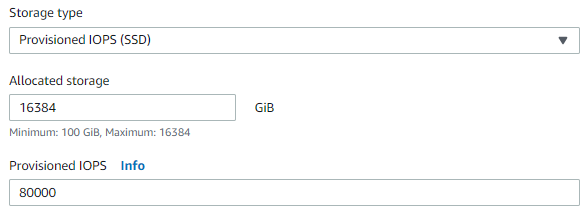 Storage type
Provisioned IOPS (SSD)
Allocated storage
16384 GiB
Minimum: 100 GiB, Maximum: 16384
Provisioned IOPS Info
80000